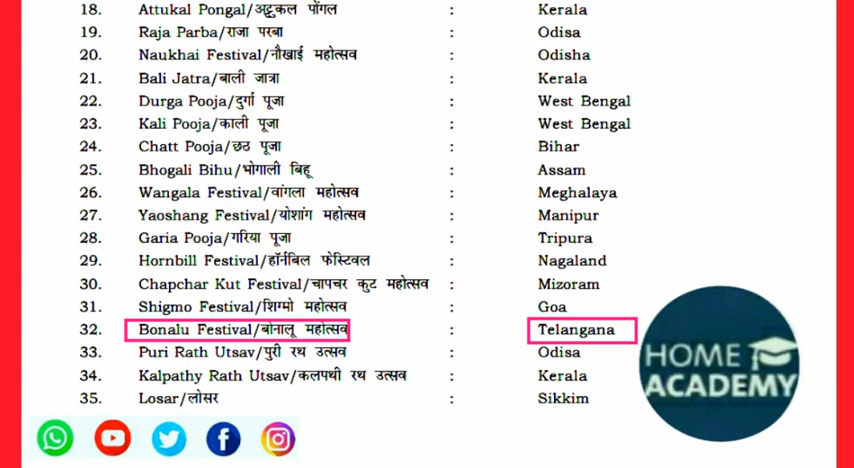 18. Attukal Pongal/अट्टुकल पोंगल : Kerala
19. Raja Parba/राजा परबा : Odisa
20. Naukhai Festival/नौखाई महोत्सव : Odisha
21. Bali Jatra/बाली जात्रा : Kerala
22. Durga Pooja/दुर्गा पूजा : West Bengal
23. Kali Pooja/काली पूजा : West Bengal
24. Chatt Pooja/छठ पूजा : Bihar
25. Bhogali Bihu/भोगाली बिहू : Assam
26. Wangala Festival/वांगला महोत्सव : Meghalaya
27. Yaoshang Festival/योशांग महोत्सव : Manipur
28. Garia Pooja/गरिया पूजा : Tripura
29. Hornbill Festival/हॉर्नबिल फेस्टिवल : Nagaland
30. Chapchar Kut Festival/चापचर कुट महोत्सव : Mizoram
31. Shigmo Festival/शिग्मो महोत्सव : Goa
32. Bonalu Festival/बोनालू महोत्सव : Telangana
33. Puri Rath Utsav/पुरी रथ उत्सव : Odisa
34. Kalpathy Rath Utsav/कलपथी रथ उत्सव : Kerala
35. Losar/लोसर : Sikkim
HOME
ACADEMY